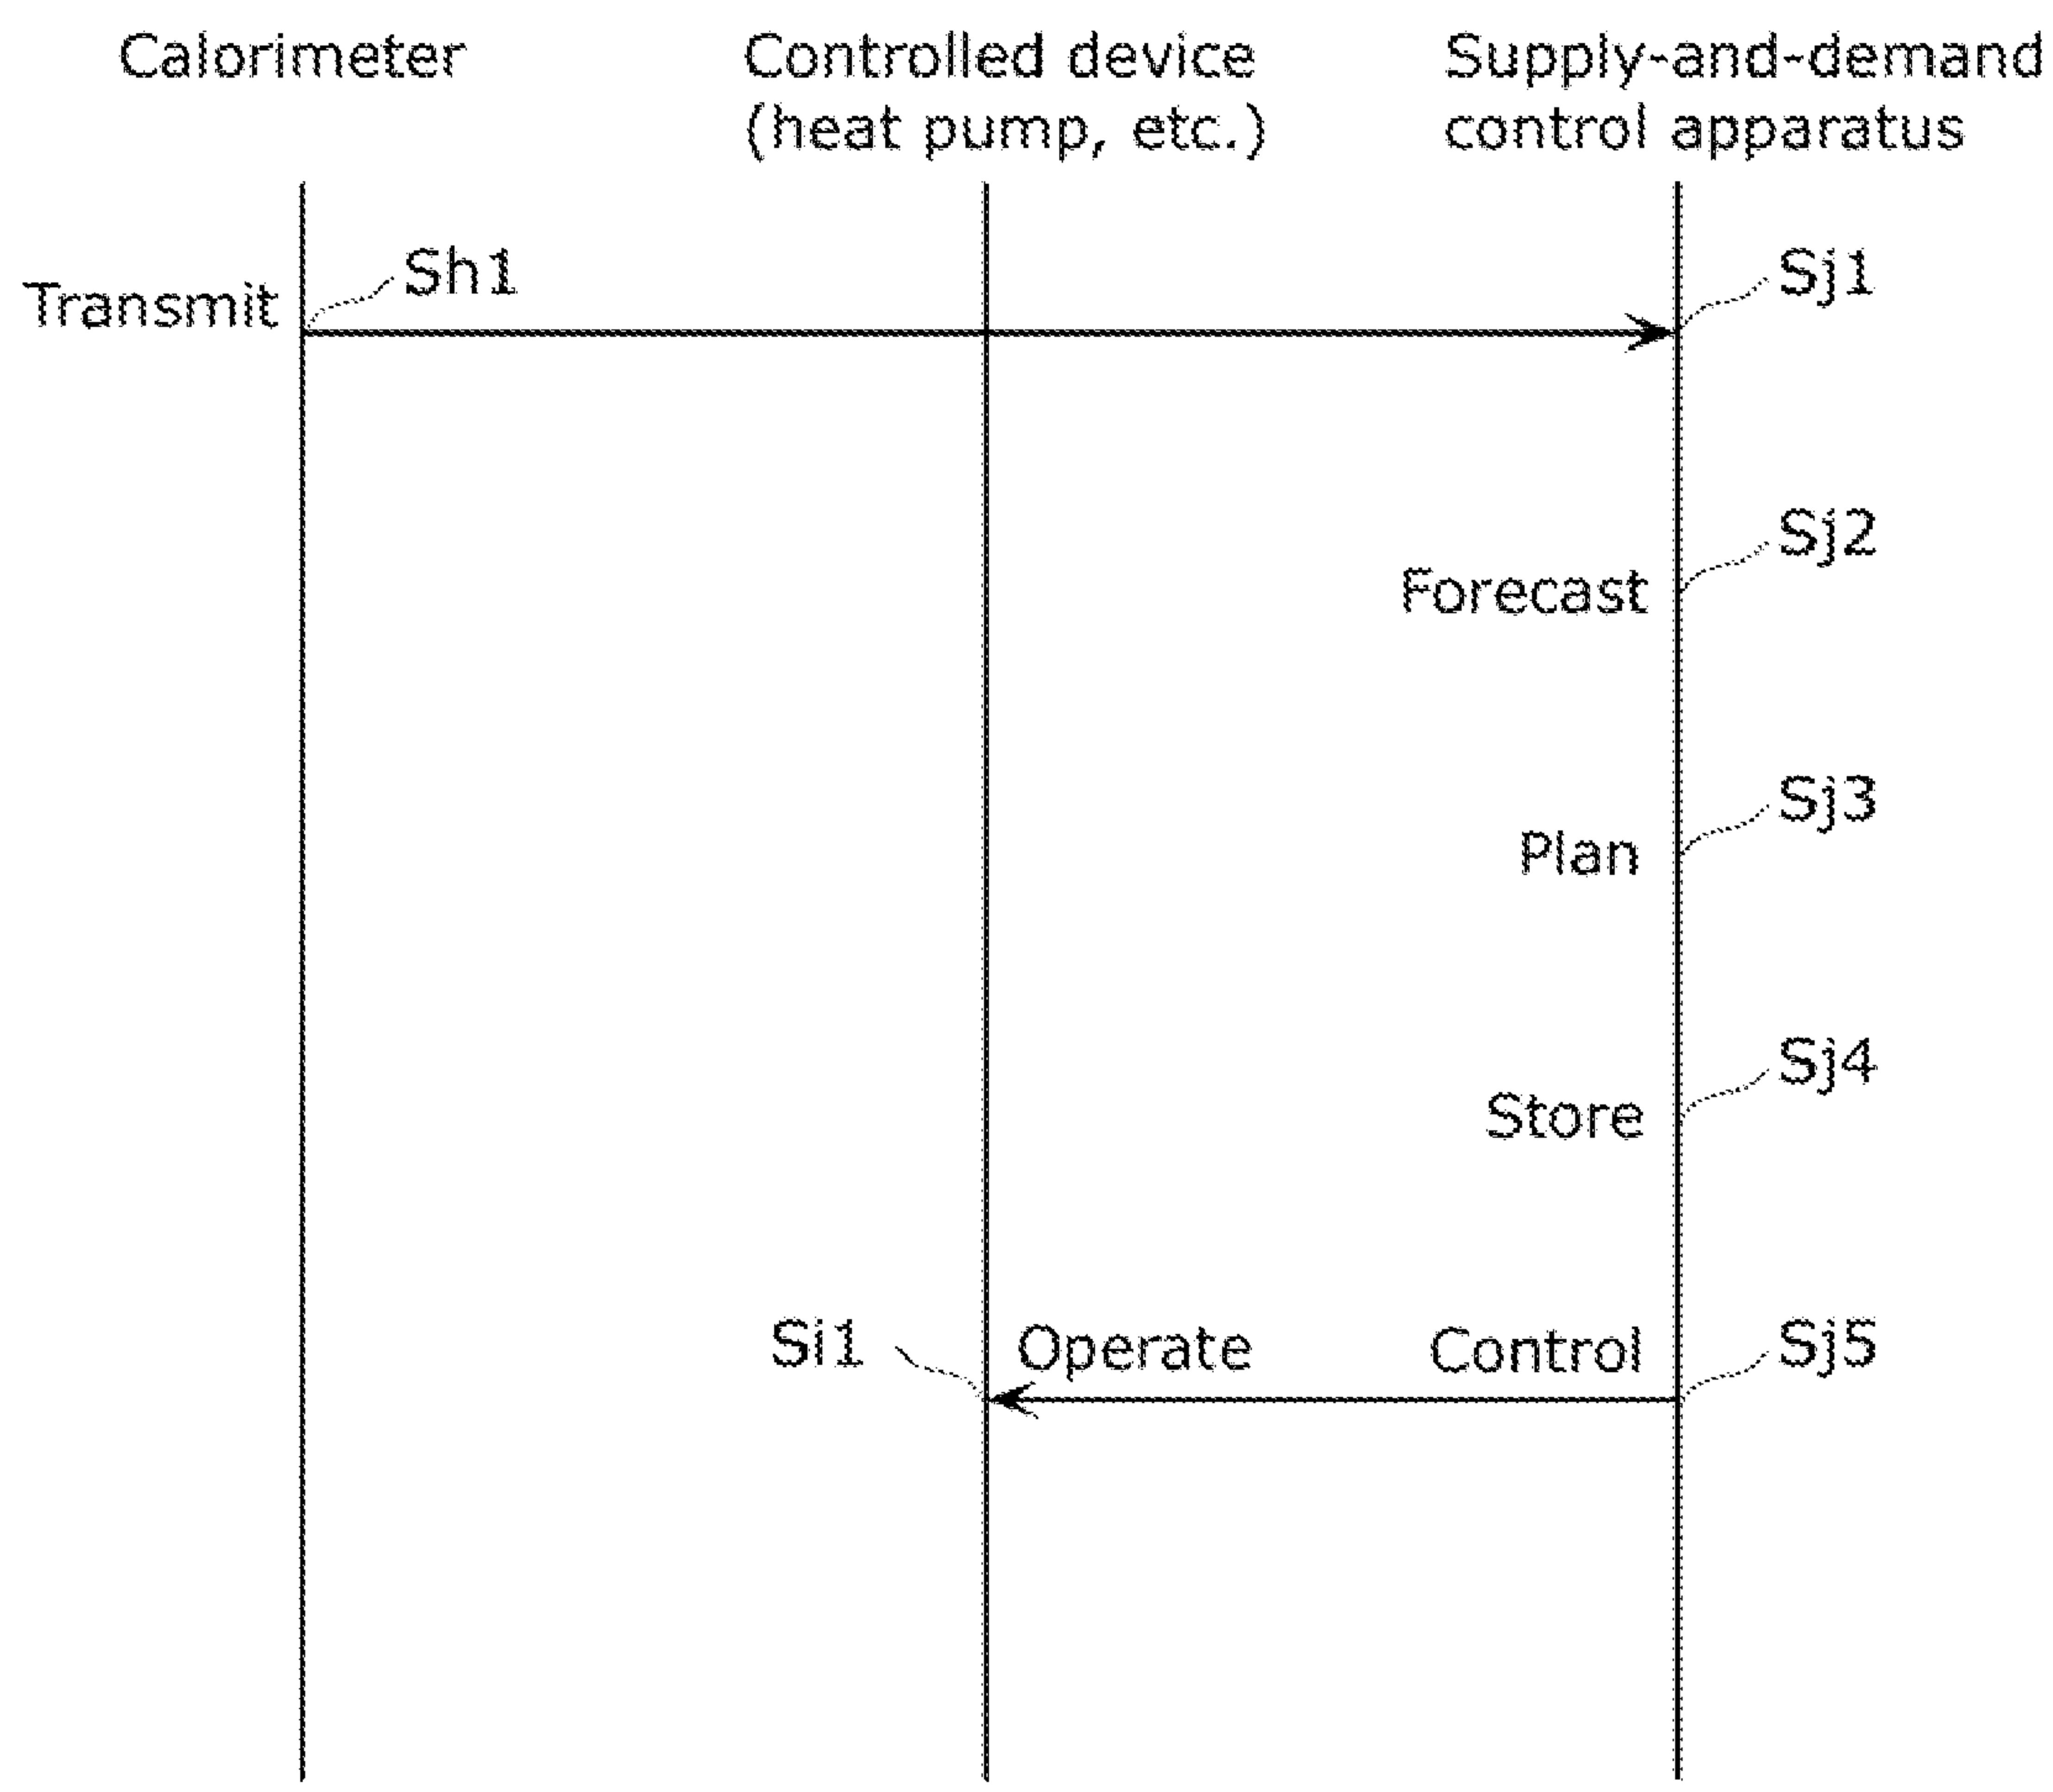 Calorimeter
Controlled device
(heat pump, etc.)
Supply-and-demand
control apparatus
Transmit
Sh1
Sj1
Sj2
Forecast
Sj3
Plan
Sj4
Store
Si1
Operate
Control
Sj5